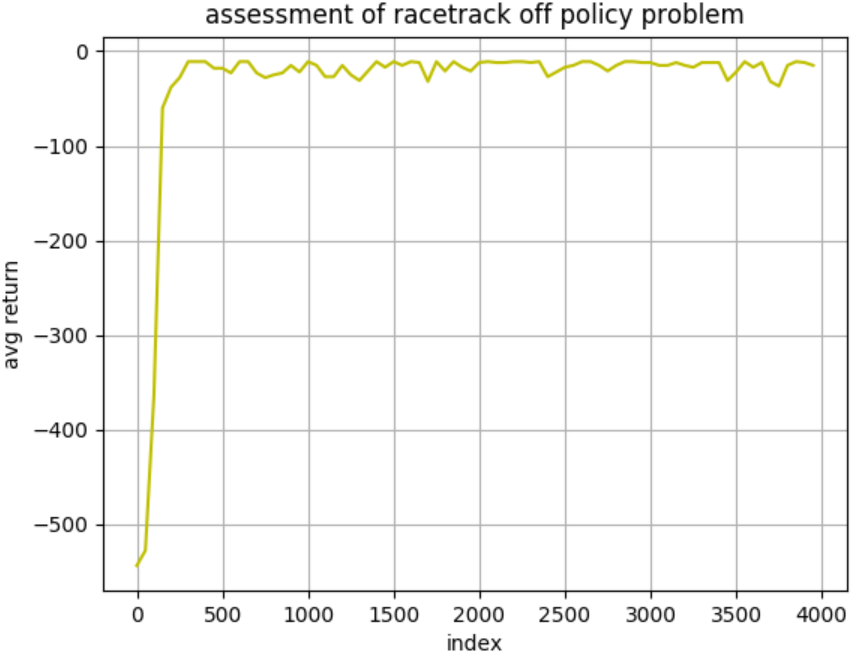 assessment of racetrack off policy problem
0
−100
−200
−300
−400
−500
avg return
0 500 1000 1500 2000 2500 3000 3500 4000
index